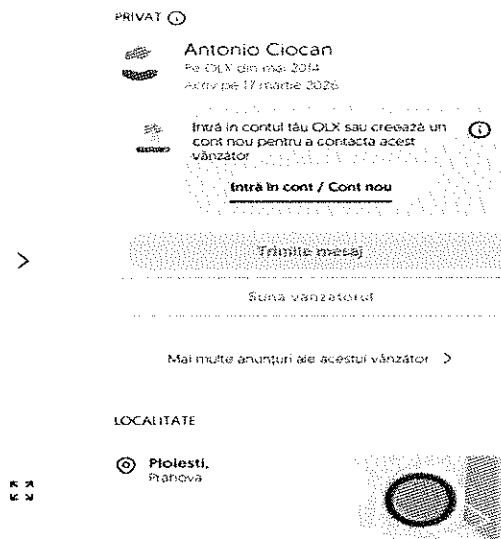 PRIVAT
Antonio Ciocan
Pe OLX din mai 2014
Activ pe 17 martie 2026
Intră în contul tău OLX sau creează un
cont nou pentru a contacta acest
vânzător
Intră în cont / Cont nou
Trimite mesaj
Sună vânzătorul
Mai multe anunțuri ale acestui vânzător
LOCALITATE
Ploiesti,
Prahova